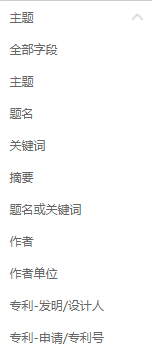 主题
全部字段
主题
题名
关键词
摘要
题名或关键词
作者
作者单位
专利-发明/设计人
专利-申请/专利号